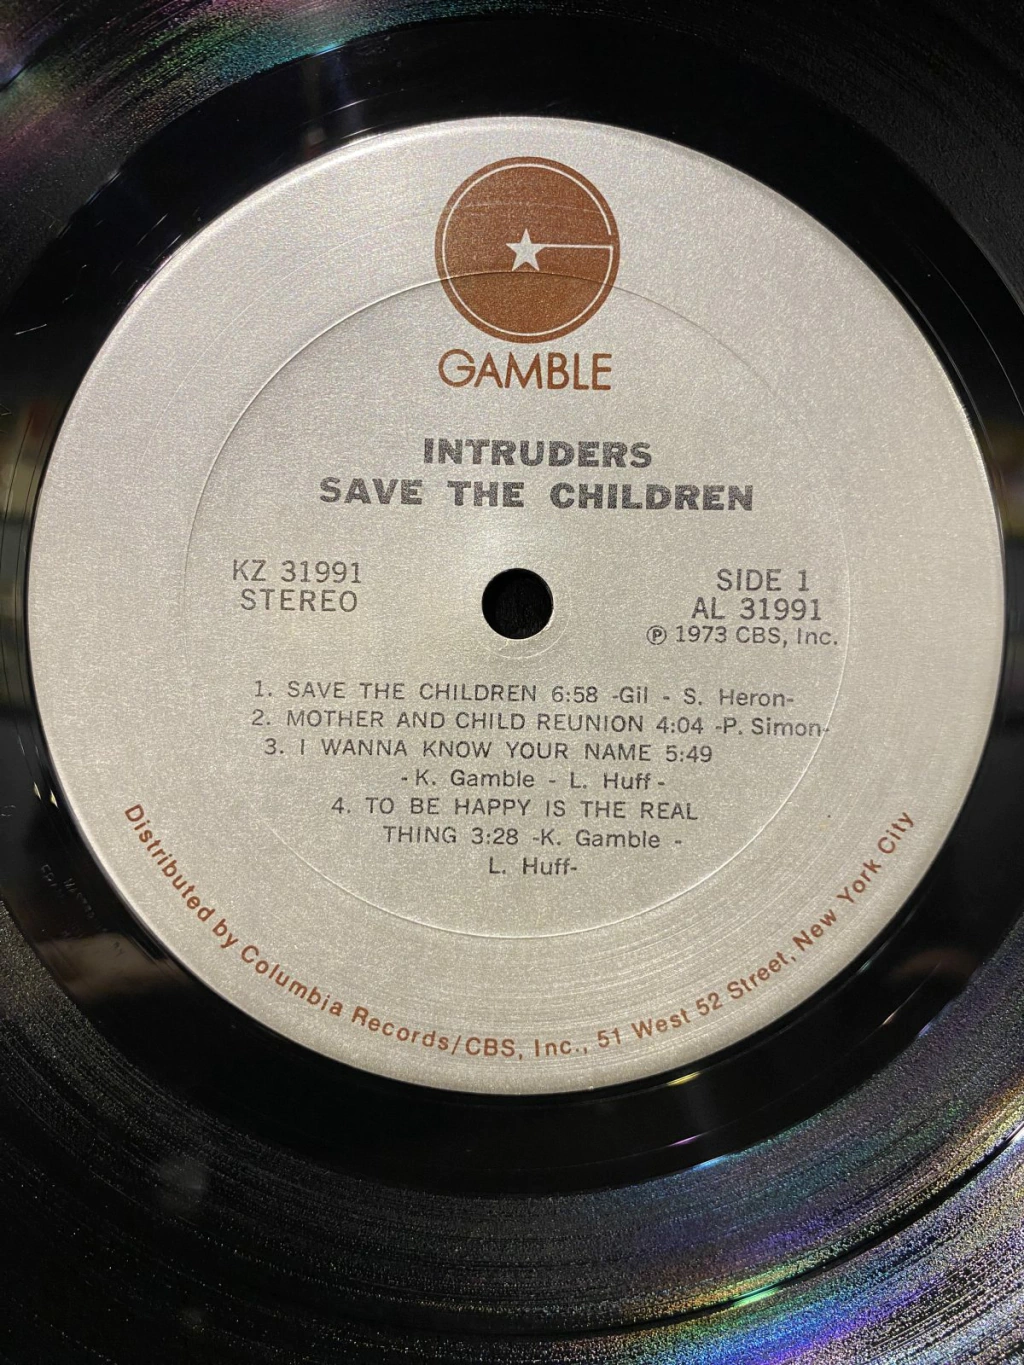 GAMBLE
INTRUDERS
SAVE THE CHILDREN
KZ 31991
STEREO
SIDE 1
AL 31991
Ⓟ 1973 CBS, Inc.
1. SAVE THE CHILDREN 6:58 -Gil - S. Heron-
2. MOTHER AND CHILD REUNION 4:04 -P. Simon-
3. I WANNA KNOW YOUR NAME 5:49
-K. Gamble - L. Huff-
4. TO BE HAPPY IS THE REAL
THING 3:28 -K. Gamble -
L. Huff-
Distributed by Columbia Records/CBS, Inc., 51 West 52 Street, New York City